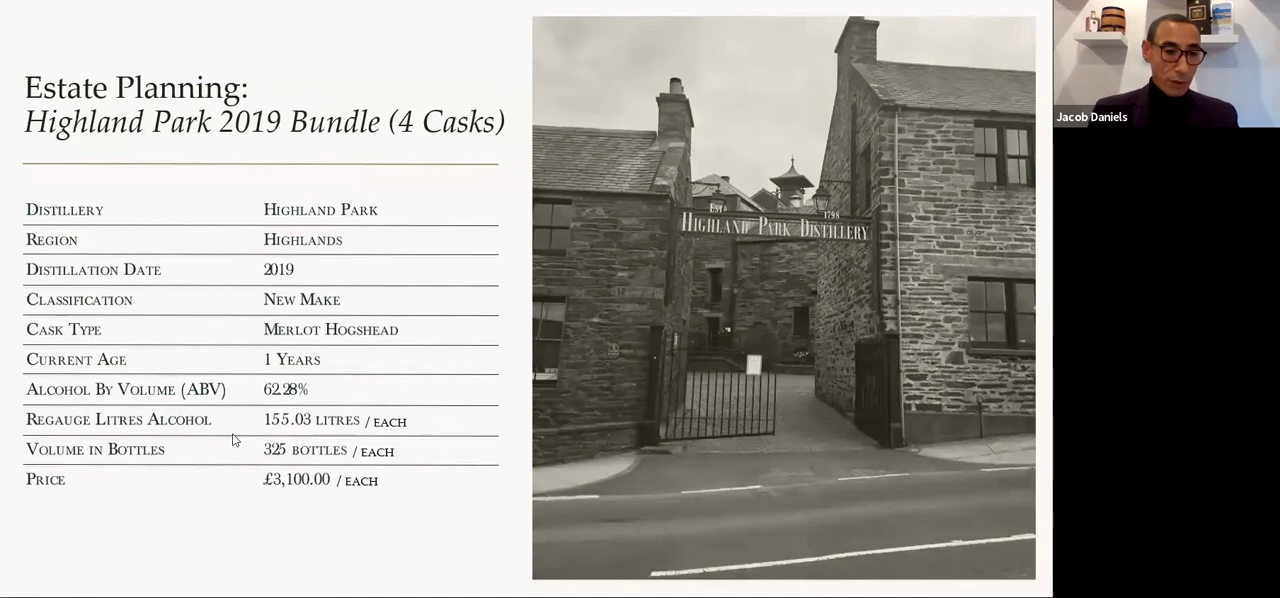 Estate Planning:
Highland Park 2019 Bundle (4 Casks)
Distillery Highland Park
Region Highlands
Distillation Date 2019
Classification New Make
Cask Type Merlot Hogshead
Current Age 1 Years
Alcohol By Volume (ABV) 62.28%
Regauge Litres Alcohol 155.03 litres / each
Volume in Bottles 325 bottles / each
Price £3,100.00 / each
Estd 1798
Highland Park Distillery
Jacob Daniels